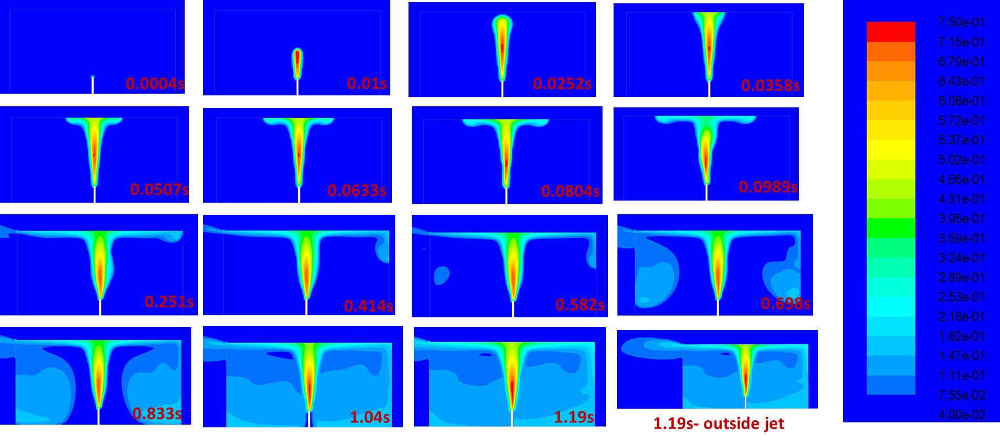 0.0004s
0.01s
0.0252s
0.0358s
0.0507s
0.0633s
0.0804s
0.0989s
0.251s
0.414s
0.582s
0.698s
0.833s
1.04s
1.19s
1.19s- outside jet
7.50e-01
7.15e-01
6.79e-01
6.43e-01
6.08e-01
5.72e-01
5.37e-01
5.02e-01
4.66e-01
4.31e-01
3.95e-01
3.59e-01
3.24e-01
2.89e-01
2.53e-01
2.18e-01
1.82e-01
1.47e-01
1.11e-01
7.55e-02
4.00e-02